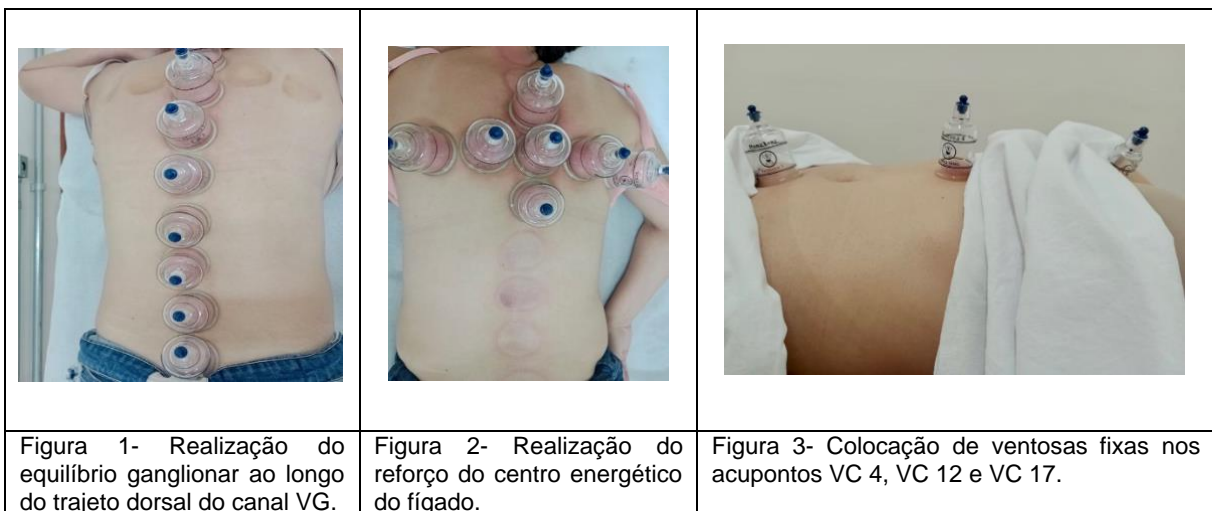 Figura 1- Realização do
equilíbrio ganglionar ao longo
do trajeto dorsal do canal VG.
Figura 2- Realização do
reforço do centro energético
do fígado.
Figura 3- Colocação de ventosas fixas nos
acupontos VC 4, VC 12 e VC 17.